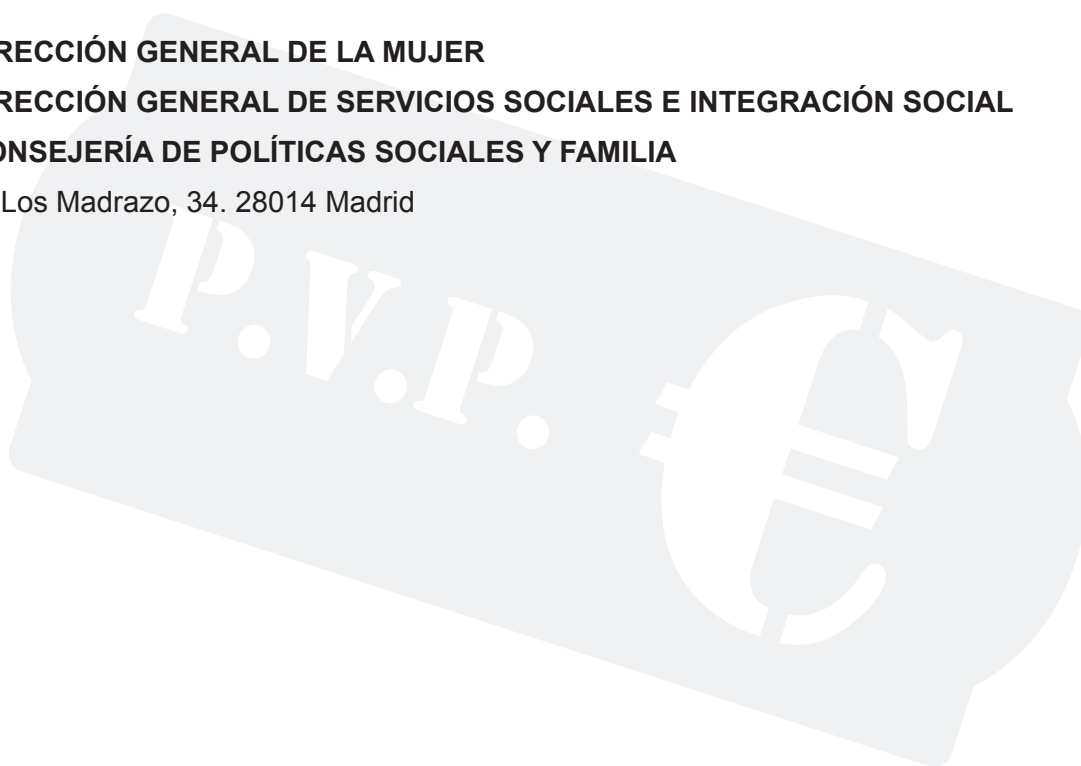 RECCIÓN GENERAL DE LA MUJER
RECCIÓN GENERAL DE SERVICIOS SOCIALES E INTEGRACIÓN SOCIAL
ONSEJERÍA DE POLÍTICAS SOCIALES Y FAMILIA
Los Madrazo, 34. 28014 Madrid
P.V.P. €